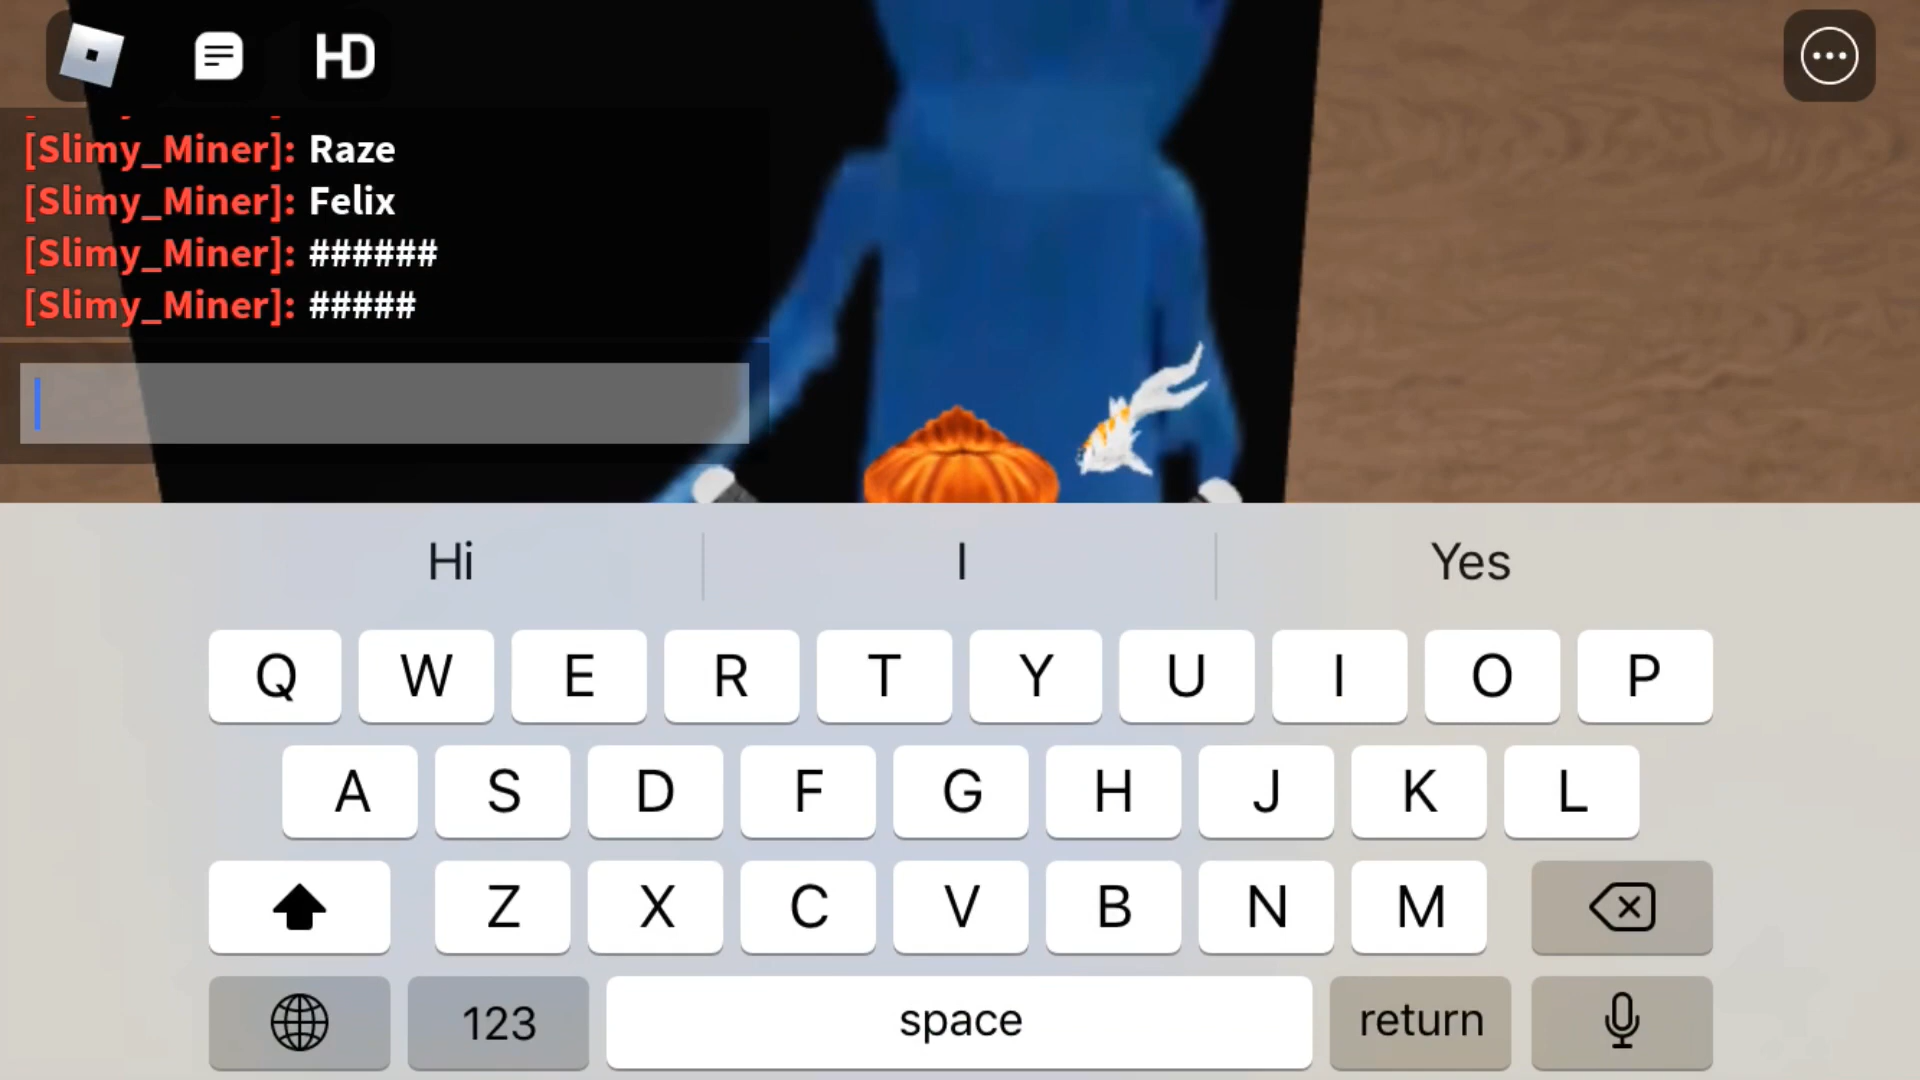 HD
[Slimy_Miner]: Raze
[Slimy_Miner]: Felix
[Slimy_Miner]: ######
[Slimy_Miner]: #####
Hi I Yes
Q W E R T Y U I O P
A S D F G H J K L
Z X C V B N M
123 space return